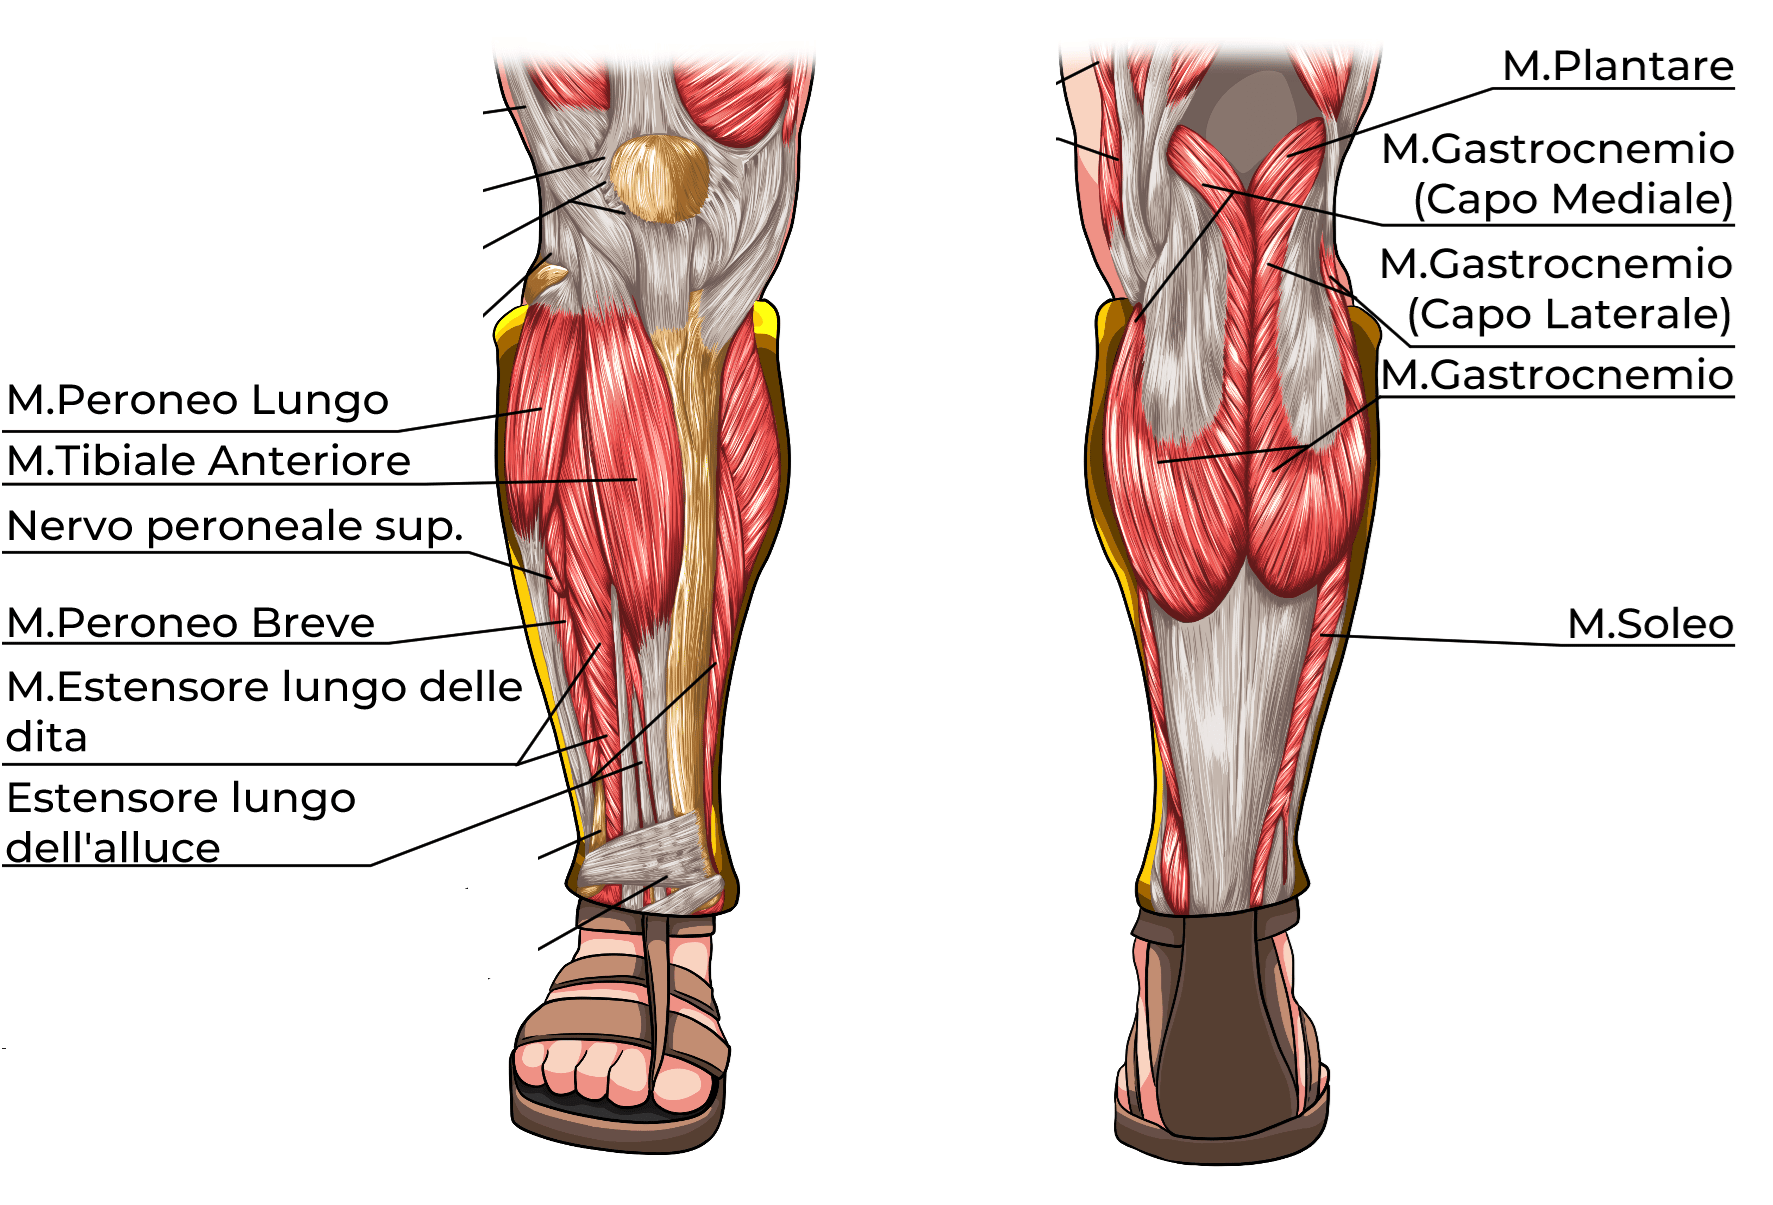 M.Peroneo Lungo
M.Tibiale Anteriore
Nervo peroneale sup.
M.Peroneo Breve
M.Estensore lungo delle
dita
Estensore lungo
dell'alluce
M.Plantare
M.Gastrocnemio
(Capo Mediale)
M.Gastrocnemio
(Capo Laterale)
M.Gastrocnemio
M.Soleo